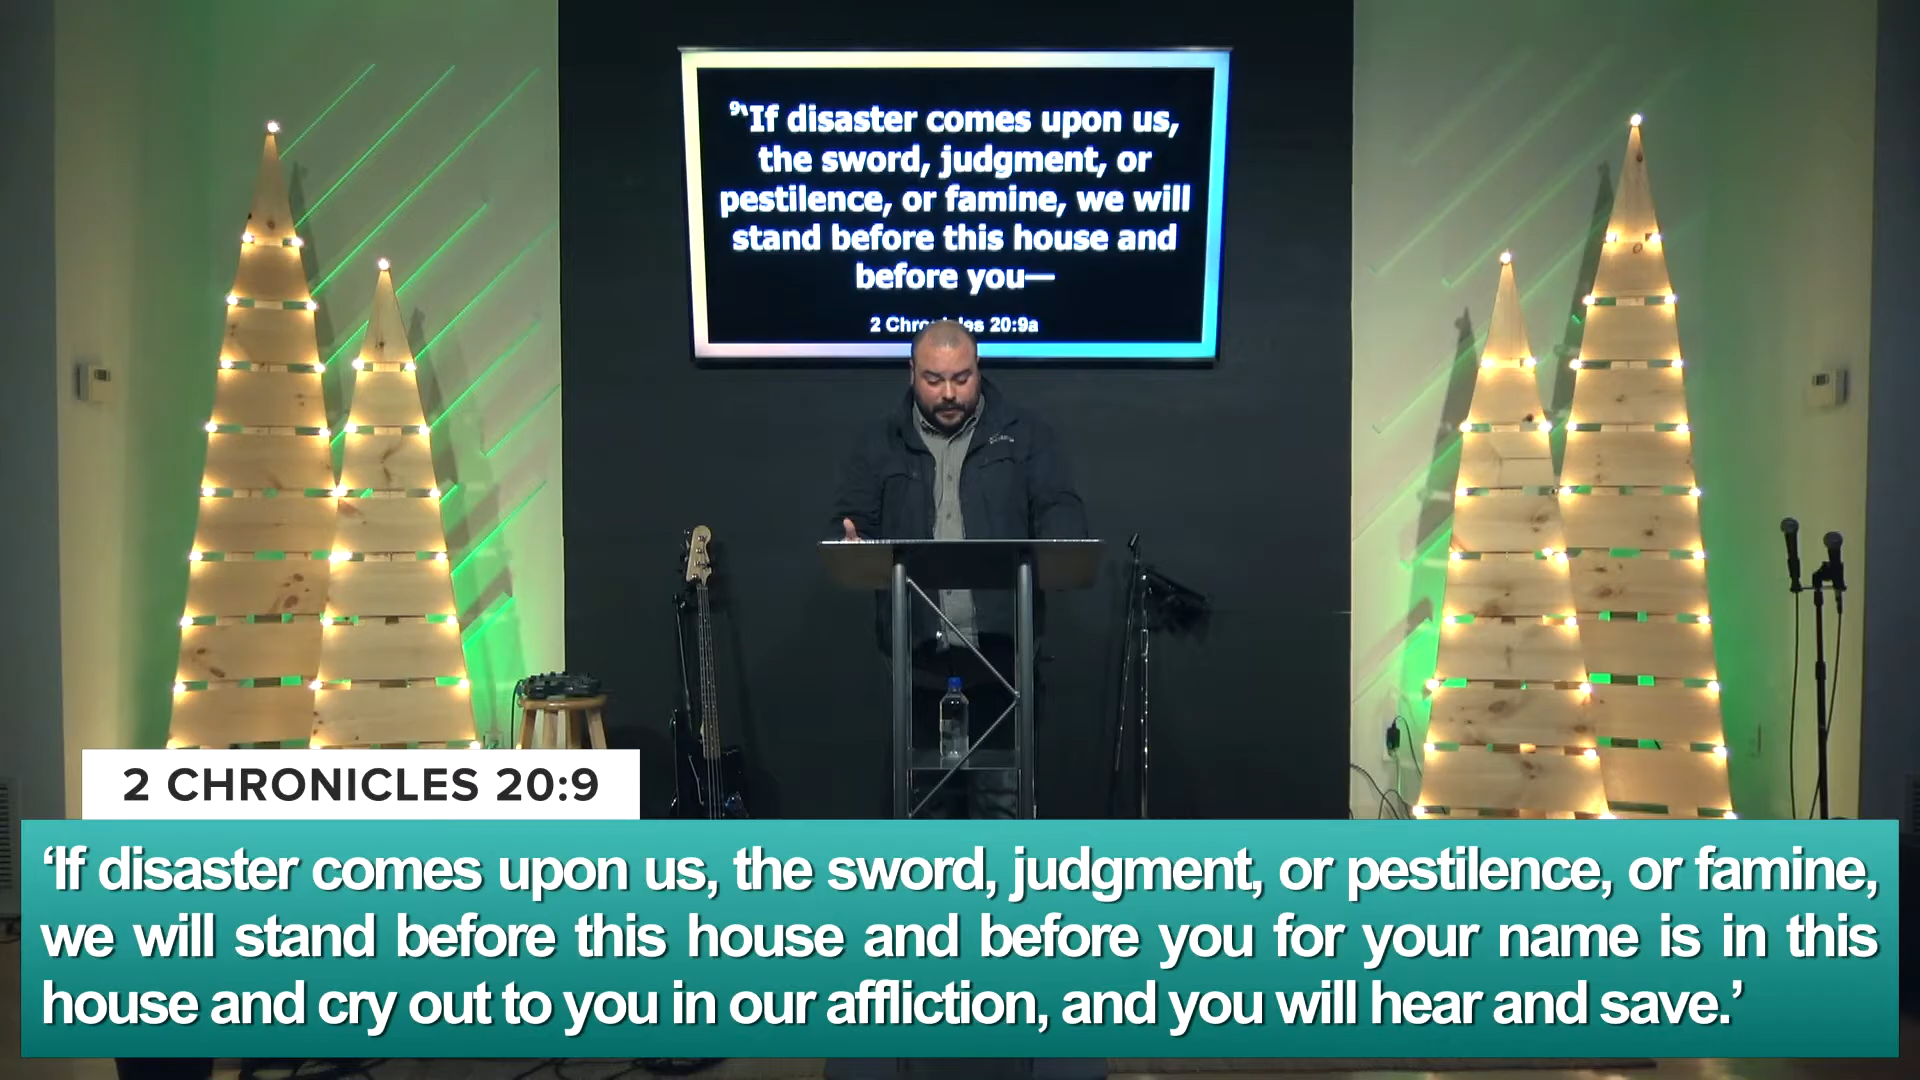 ⁹‘If disaster comes upon us,
the sword, judgment, or
pestilence, or famine, we will
stand before this house and
before you—
2 Chronicles 20:9a
2 CHRONICLES 20:9
‘If disaster comes upon us, the sword, judgment, or pestilence, or famine,
we will stand before this house and before you for your name is in this
house and cry out to you in our affliction, and you will hear and save.’